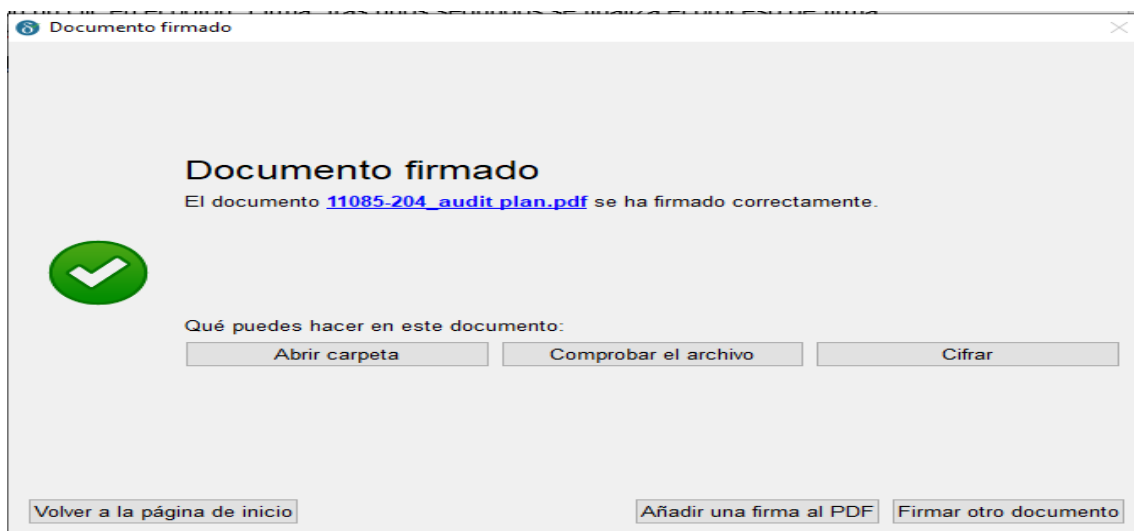 Documento firmado
Documento firmado
El documento 11085-204_audit plan.pdf se ha firmado correctamente.
Qué puedes hacer en este documento:
Abrir carpeta
Comprobar el archivo
Cifrar
Volver a la página de inicio
Añadir una firma al PDF
Firmar otro documento